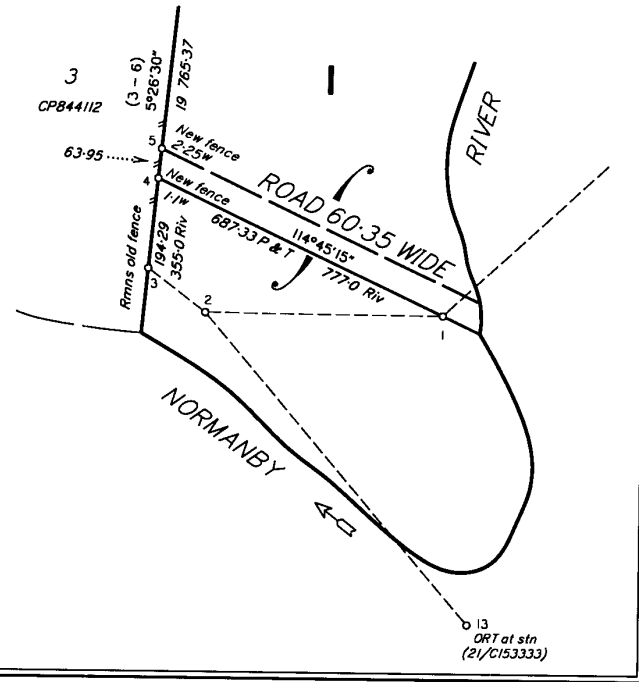 3
CP844112
(3 – 6)
5°26'30"
19 765·37
1
RIVER
5
New fence
2·25w
63·95
4
New fence
1·1w
ROAD 60·35 WIDE
114°45'15"
687·33 P & T
777·0 Riv
Rmns old fence
194·29
355·0 Riv
3
2
1
NORMANBY
13
ORT at stn
(21/C153333)